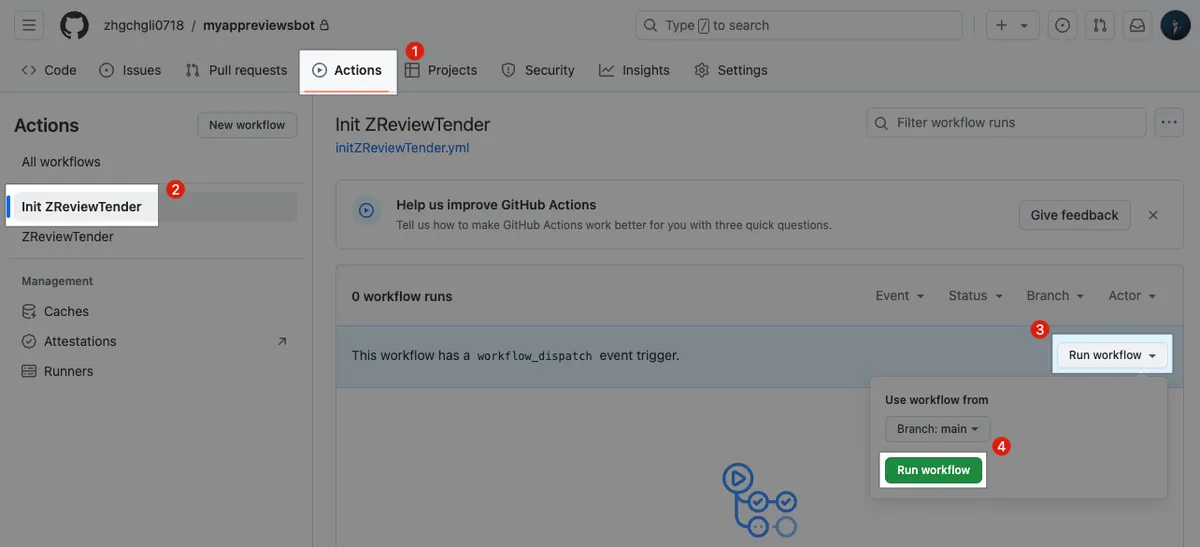 zhgchgli0718 / myappreviewsbot
Type / to search
Code
Issues
Pull requests
Actions
1
Projects
Security
Insights
Settings
Actions
New workflow
All workflows
Init ZReviewTender
2
ZReviewTender
Management
Caches
Attestations
Runners
Init ZReviewTender
initZReviewTender.yml
Filter workflow runs
Help us improve GitHub Actions
Tell us how to make GitHub Actions work better for you with three quick questions.
Give feedback
0 workflow runs
Event
Status
Branch
Actor
This workflow has a workflow_dispatch event trigger.
3
Run workflow
Use workflow from
Branch: main
4
Run workflow